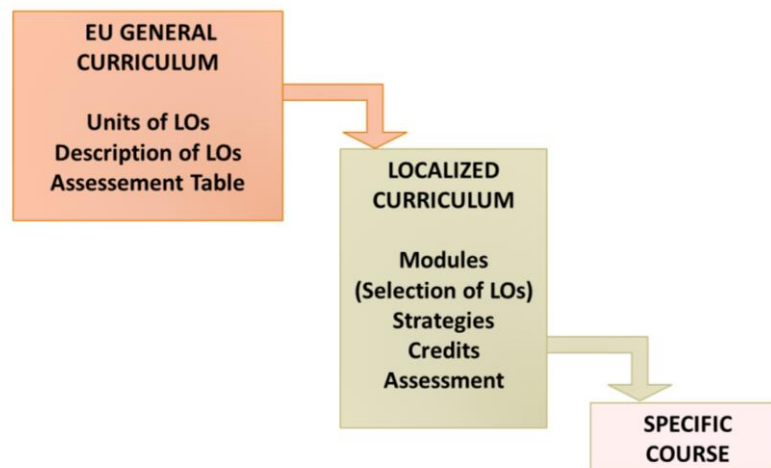 EU GENERAL
CURRICULUM
Units of LOs
Description of LOs
Assessement Table
LOCALIZED
CURRICULUM
Modules
(Selection of LOs)
Strategies
Credits
Assessment
SPECIFIC
COURSE